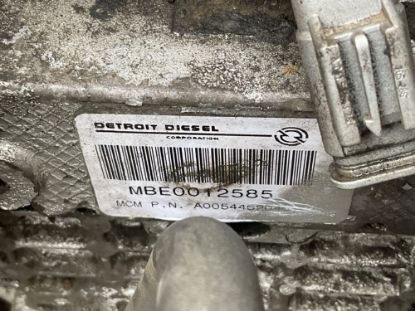 DETROIT DIESEL
CORPORATION
MBE0012585
MCM P.N.